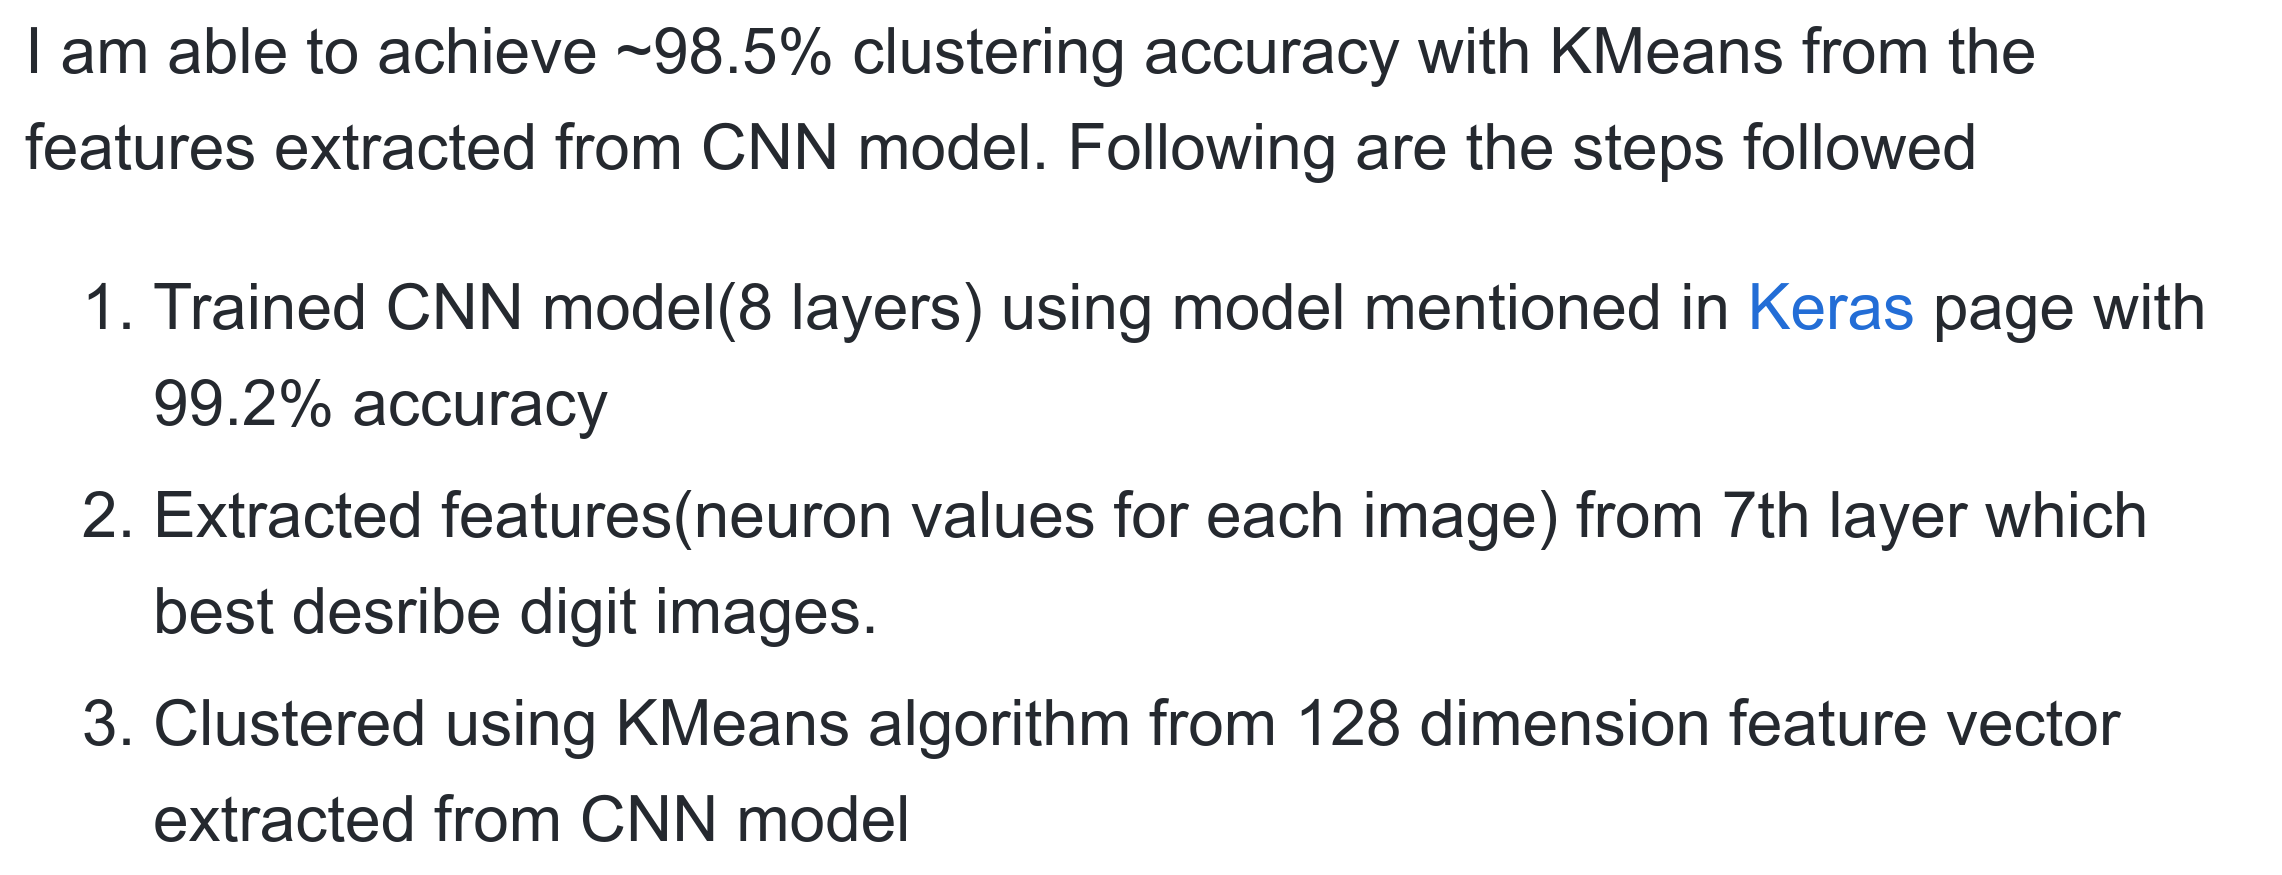 I am able to achieve ~98.5% clustering accuracy with KMeans from the
features extracted from CNN model. Following are the steps followed
1. Trained CNN model(8 layers) using model mentioned in Keras page with
99.2% accuracy
2. Extracted features(neuron values for each image) from 7th layer which
best desribe digit images.
3. Clustered using KMeans algorithm from 128 dimension feature vector
extracted from CNN model